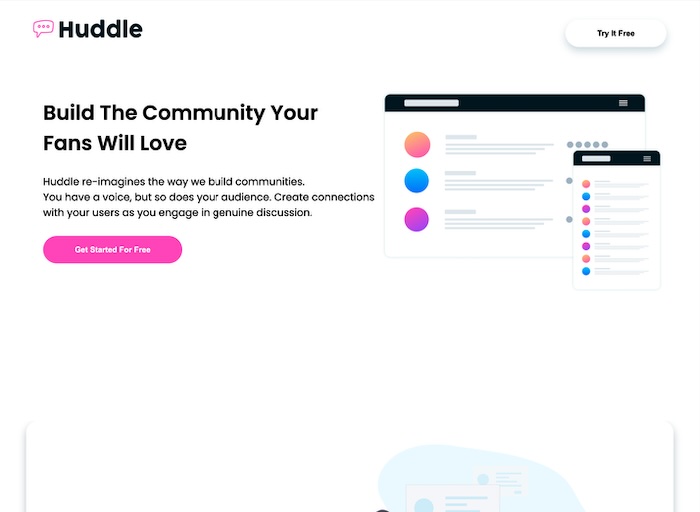 Huddle
Try It Free
Build The Community Your
Fans Will Love
Huddle re-imagines the way we build communities.
You have a voice, but so does your audience. Create connections
with your users as you engage in genuine discussion.
Get Started For Free